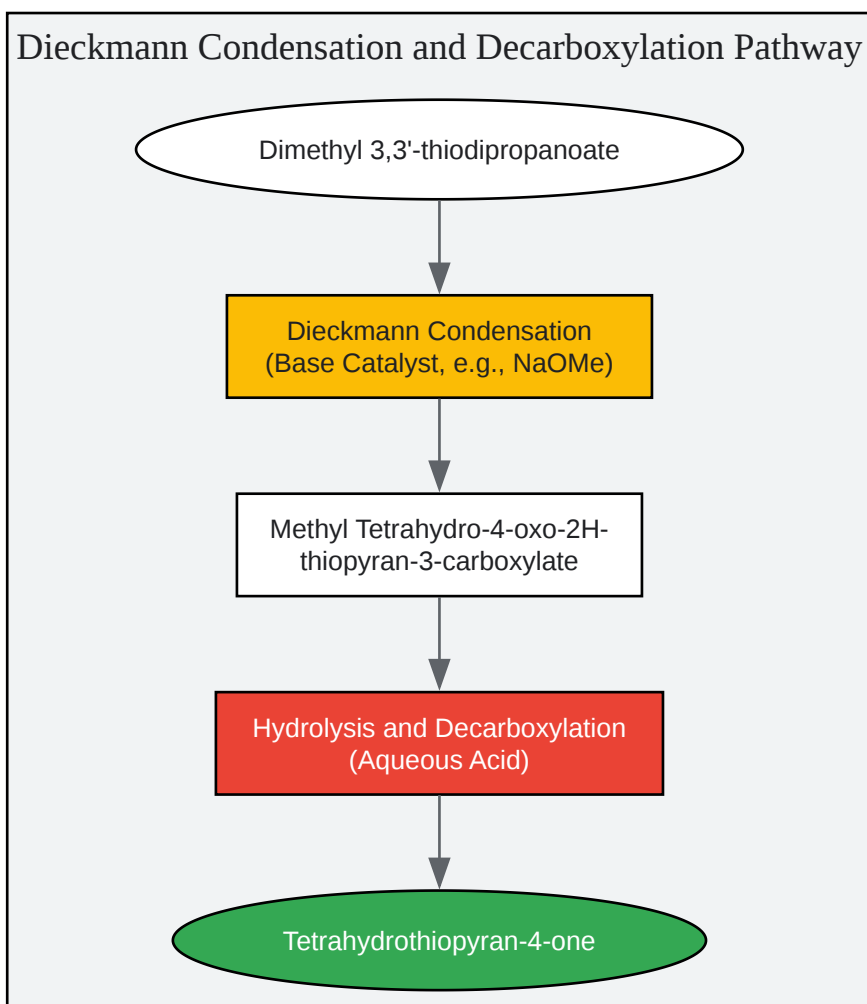 Dieckmann Condensation and Decarboxylation Pathway
Dimethyl 3,3'-thiodipropanoate
Dieckmann Condensation
(Base Catalyst, e.g., NaOMe)
Methyl Tetrahydro-4-oxo-2H-
thiopyran-3-carboxylate
Hydrolysis and Decarboxylation
(Aqueous Acid)
Tetrahydrothiopyran-4-one